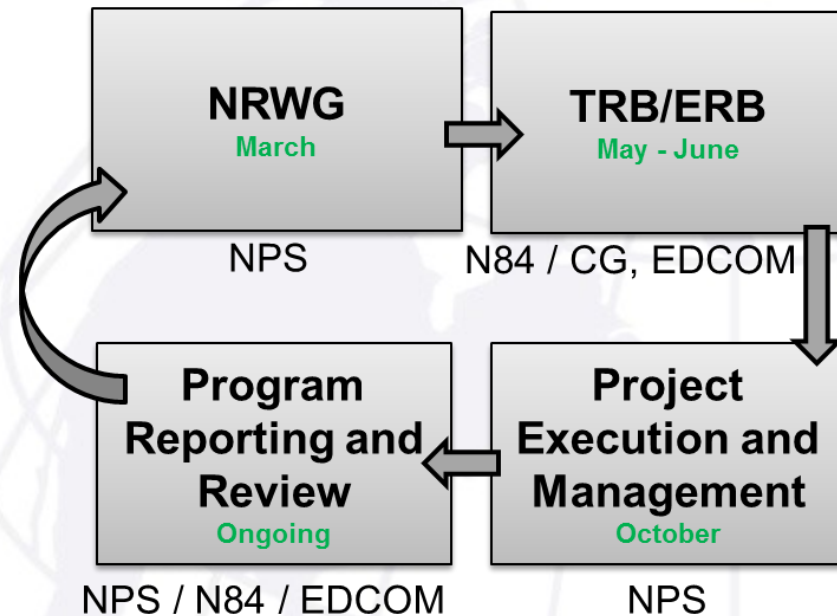 NRWG
March
TRB/ERB
May - June
NPS
N84 / CG, EDCOM
Program
Reporting and
Review
Ongoing
Project
Execution and
Management
October
NPS / N84 / EDCOM
NPS